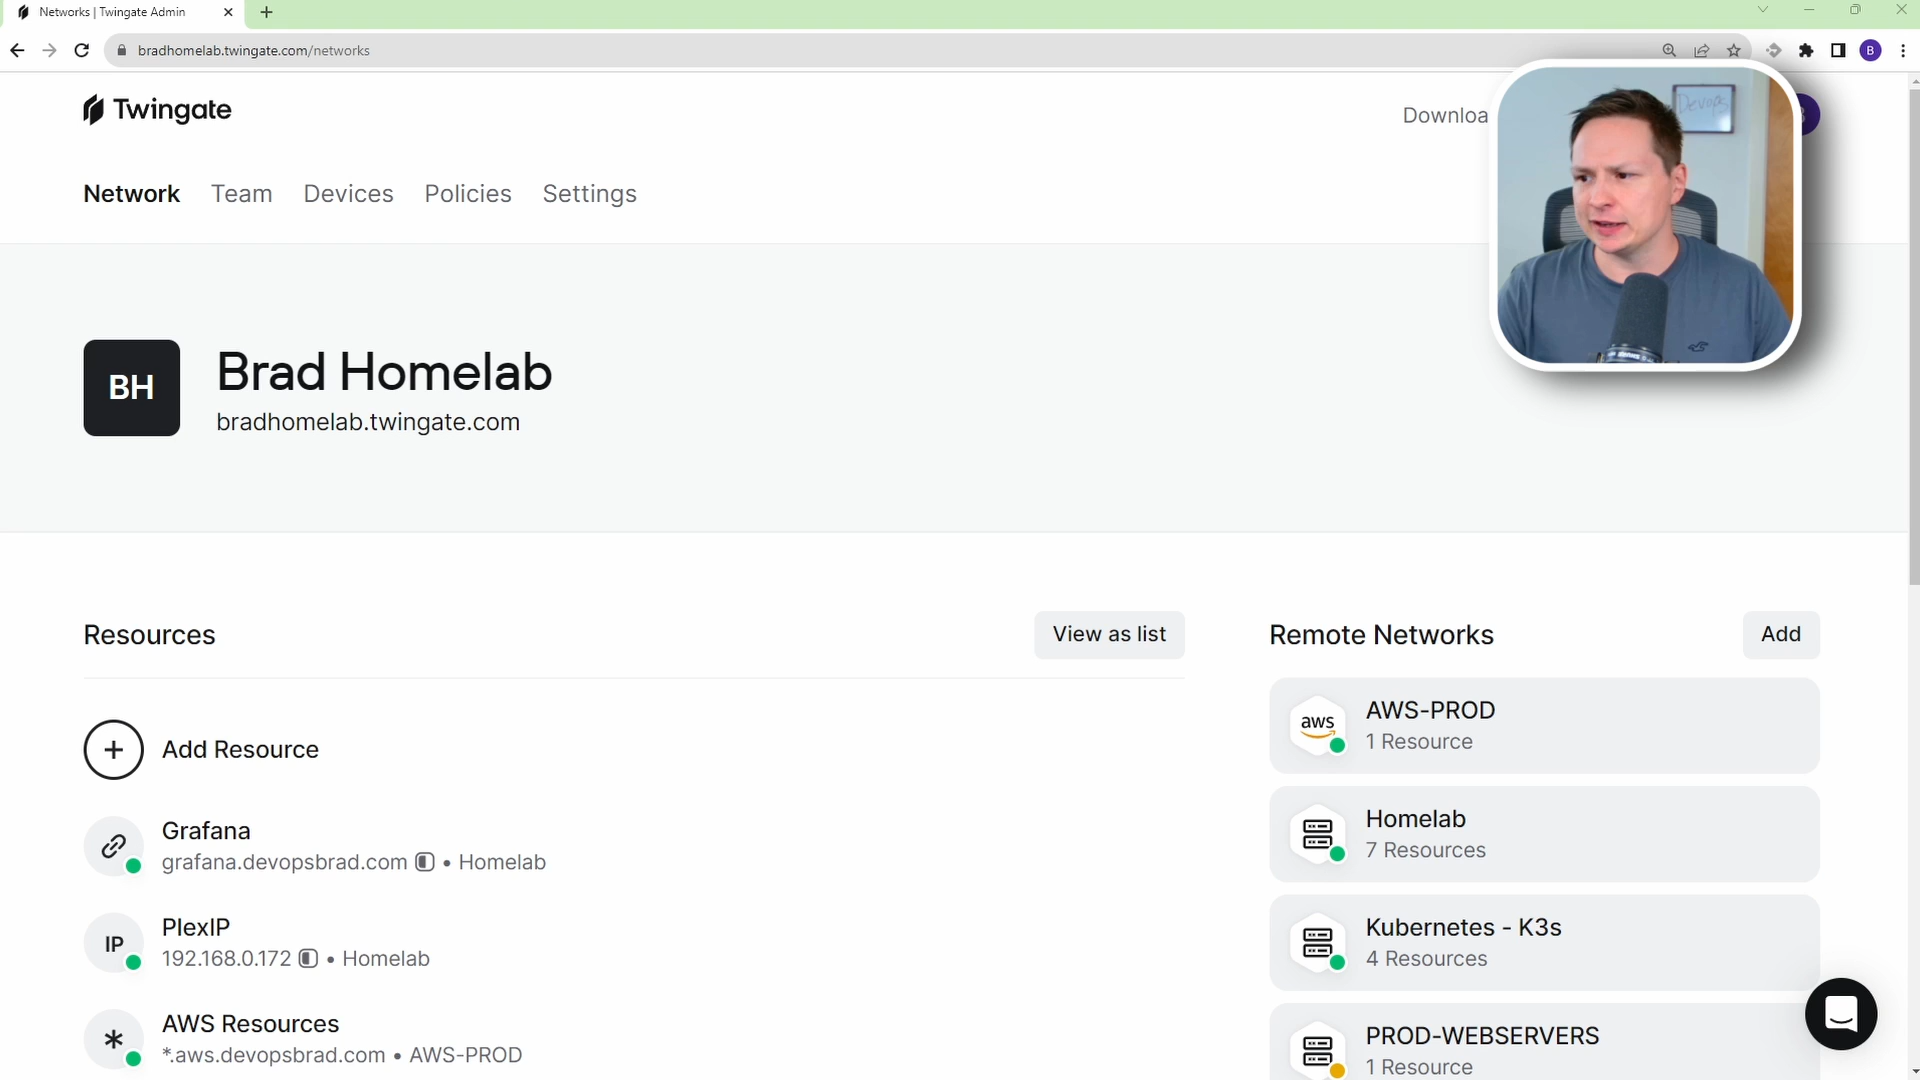 Networks | Twingate Admin
bradhomelab.twingate.com/networks
B
Twingate
Downloa
Devops
Network Team Devices Policies Settings
BH
Brad Homelab
bradhomelab.twingate.com
Resources
View as list
Remote Networks
Add
Add Resource
Grafana
grafana.devopsbrad.com • Homelab
IP
PlexIP
192.168.0.172 • Homelab
* AWS Resources
*.aws.devopsbrad.com • AWS-PROD
aws
AWS-PROD
1 Resource
Homelab
7 Resources
Kubernetes - K3s
4 Resources
PROD-WEBSERVERS
1 Resource